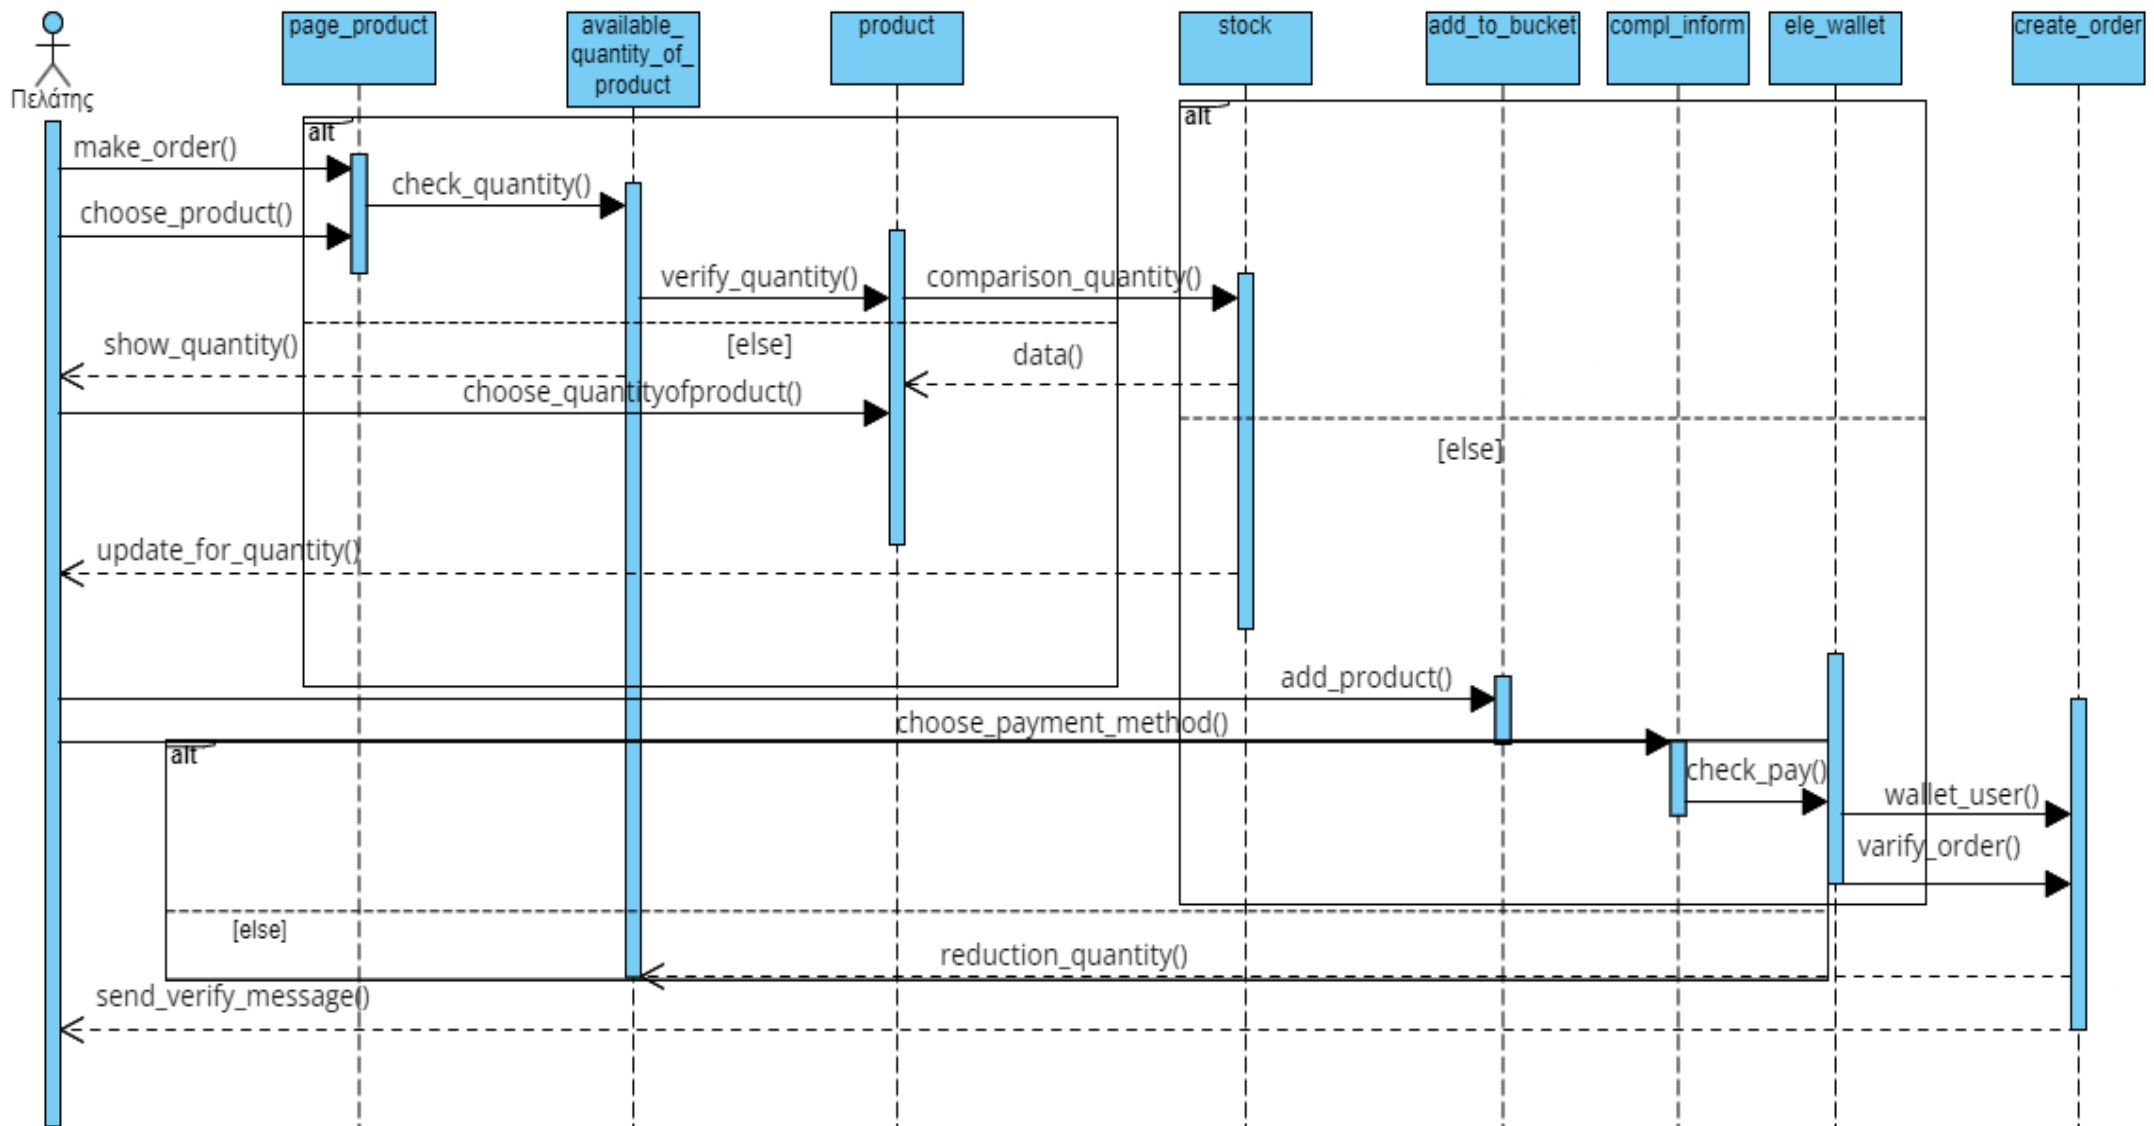 Πελάτης
page_product
available_
quantity_of_
product
product
stock
add_to_bucket
compl_inform
ele_wallet
create_order
alt
alt
make_order()
check_quantity()
choose_product()
verify_quantity()
comparison_quantity()
show_quantity()
[else]
data()
choose_quantityofproduct()
[else]
update_for_quantity()
add_product()
choose_payment_method()
alt
check_pay()
wallet_user()
varify_order()
[else]
reduction_quantity()
send_verify_message()